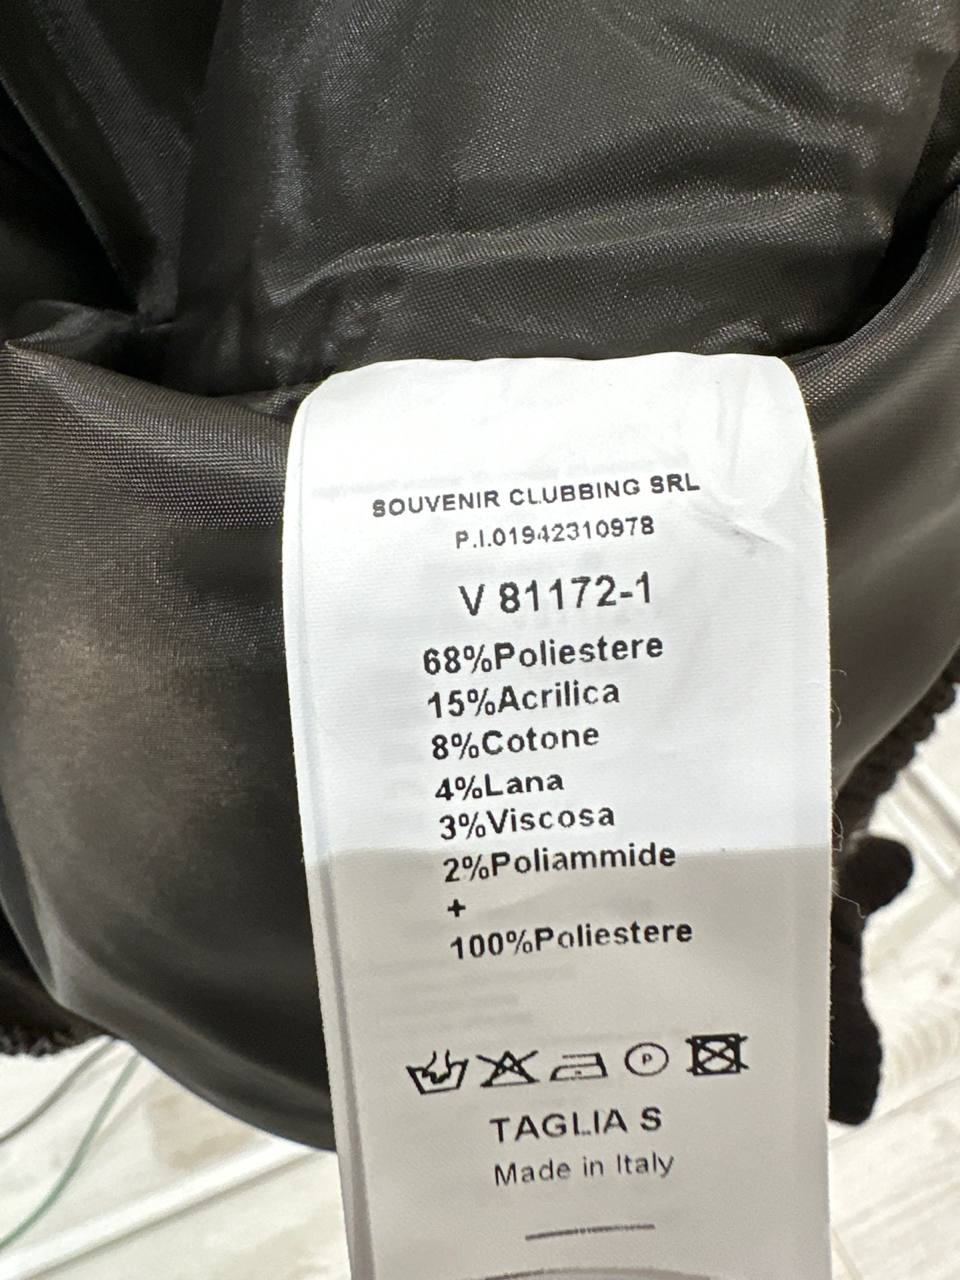 SOUVENIR CLUBBING SRL
P.I.01942310978
V 81172-1
68%Poliestere
15%Acrilica
8%Cotone
4%Lana
3%Viscosa
2%Poliammide
+
100%Poliestere
P
TAGLIA S
Made in Italy